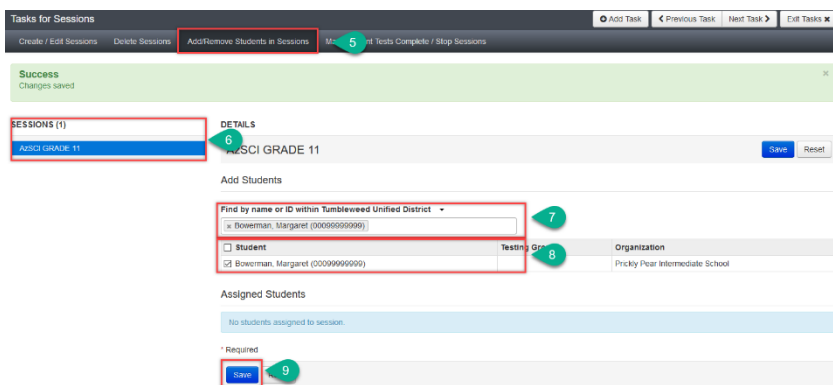 Tasks for Sessions
Add Task
Previous Task
Next Task
Exit Tasks
Create / Edit Sessions
Delete Sessions
Add/Remove Students in Sessions
5
nt Tests Complete / Stop Sessions
Success
Changes saved
SESSIONS (1)
DETAILS
6
AzSCI GRADE 11
AzSCI GRADE 11
Save
Reset
Add Students
Find by name or ID within Tumbleweed Unified District
7
× Bowerman, Margaret (00099999999)
Student
Testing Gro
8
Organization
Bowerman, Margaret (00099999999)
Prickly Pear Intermediate School
Assigned Students
No students assigned to session.
* Required
Save
9